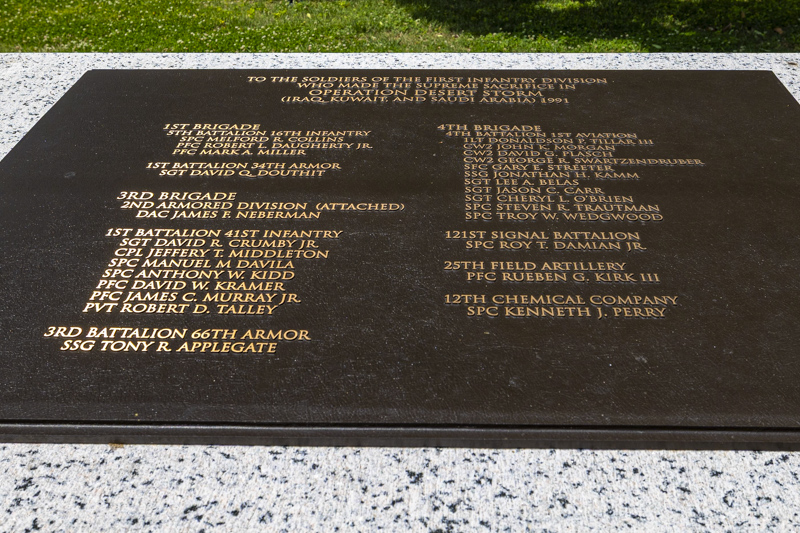 TO THE SOLDIERS OF THE FIRST INFANTRY DIVISION
WHO MADE THE SUPREME SACRIFICE IN
OPERATION DESERT STORM
(IRAQ, KUWAIT, AND SAUDI ARABIA) 1991
1ST BRIGADE
5TH BATTALION 16TH INFANTRY
SPC MELFORD R. COLLINS
PFC ROBERT L. DAUGHERTY JR.
PFC MARK A. MILLER
1ST BATTALION 34TH ARMOR
SGT DAVID Q. DOUTHIT
3RD BRIGADE
2ND ARMORED DIVISION (ATTACHED)
DAC JAMES F. NEBERMAN
1ST BATTALION 41ST INFANTRY
SGT DAVID R. CRUMBY JR.
CPL JEFFERY T. MIDDLETON
SPC MANUEL M DAVILA
SPC ANTHONY W. KIDD
PFC DAVID W. KRAMER
PFC JAMES C. MURRAY JR.
PVT ROBERT D. TALLEY
3RD BATTALION 66TH ARMOR
SSG TONY R. APPLEGATE
4TH BRIGADE
4TH BATTALION 1ST AVIATION
1LT DONALDSON P. TILLAR III
CW2 JOHN K. MORGAN
CW2 DAVID G. PLASCH
CW2 GEORGE R. SWARTZENDRUBER
SFC GARY E. STREETER
SSG JONATHAN H. KAMM
SGT LEE A. BELAS
SGT JASON C. CARR
SGT CHERYL L. O'BRIEN
SPC STEVEN R. TRAUTMAN
SPC TROY W. WEDGWOOD
121ST SIGNAL BATTALION
SPC ROY T. DAMIAN JR.
25TH FIELD ARTILLERY
PFC RUEBEN G. KIRK III
12TH CHEMICAL COMPANY
SPC KENNETH J. PERRY